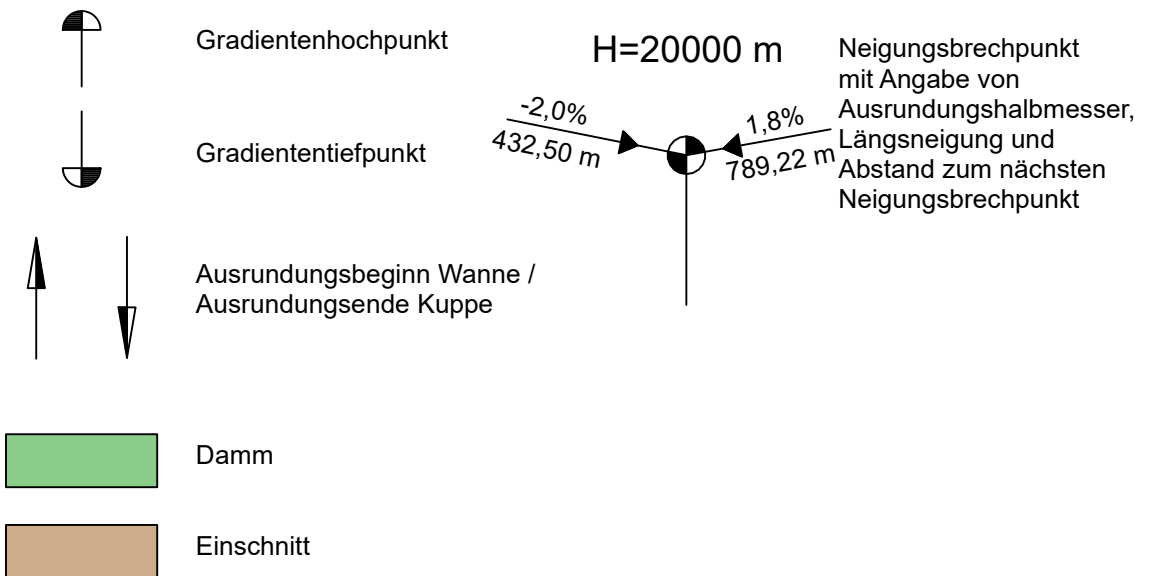 Gradientenhochpunkt
Gradiententiefpunkt
Ausrundungsbeginn Wanne /
Ausrundungsende Kuppe
Damm
Einschnitt
H=20000 m
-2,0%
432,50 m
1,8%
789,22 m
Neigungsbrechpunkt
mit Angabe von
Ausrundungshalbmesser,
Längsneigung und
Abstand zum nächsten
Neigungsbrechpunkt